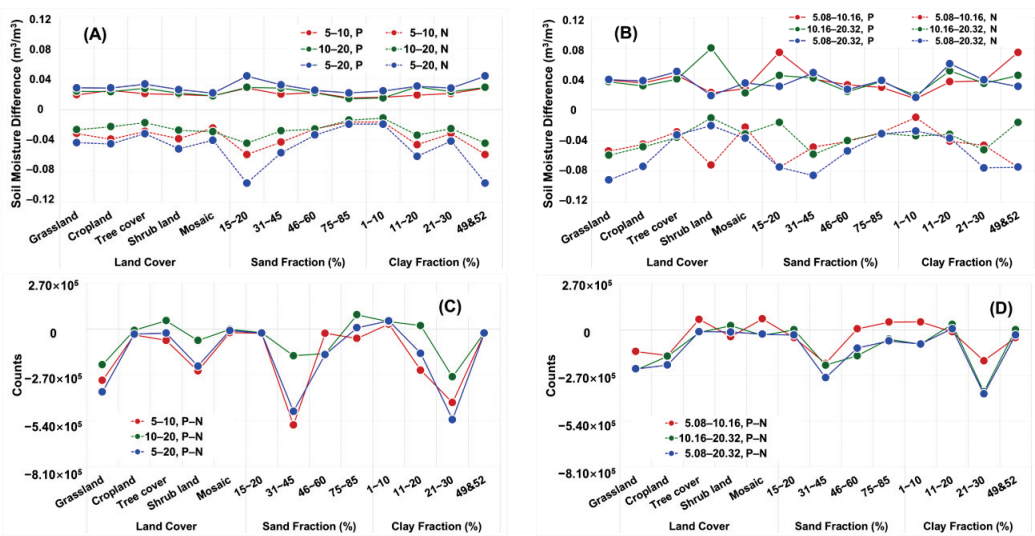 (A)
Soil Moisture Difference (m³/m³)
0.12
0.08
0.04
0
−0.04
−0.08
−0.12
5–10, P
5–10, N
10–20, P
10–20, N
5–20, P
5–20, N
Grassland
Cropland
Tree cover
Shrub land
Mosaic
15~20
31~45
46~60
75~85
1~10
11~20
21~30
49&52
Land Cover
Sand Fraction (%)
Clay Fraction (%)
(B)
Soil Moisture Difference (m³/m³)
0.12
0.08
0.04
0
−0.04
−0.08
−0.12
5.08–10.16, P
5.08–10.16, N
10.16–20.32, P
10.16–20.32, N
5.08–20.32, P
5.08–20.32, N
Grassland
Cropland
Tree cover
Shrub land
Mosaic
15~20
31~45
46~60
75~85
1~10
11~20
21~30
49&52
Land Cover
Sand Fraction (%)
Clay Fraction (%)
(C)
Counts
2.70×10⁵
0
−2.70×10⁵
−5.40×10⁵
−8.10×10⁵
5–10, P–N
10–20, P–N
5–20, P–N
Grassland
Cropland
Tree cover
Shrub land
Mosaic
15~20
31~45
46~60
75~85
1~10
11~20
21~30
49&52
Land Cover
Sand Fraction (%)
Clay Fraction (%)
(D)
Counts
2.70×10⁵
0
−2.70×10⁵
−5.40×10⁵
−8.10×10⁵
5.08–10.16, P–N
10.16–20.32, P–N
5.08–20.32, P–N
Grassland
Cropland
Tree cover
Shrub land
Mosaic
15~20
31~45
46~60
75~85
1~10
11~20
21~30
49&52
Land Cover
Sand Fraction (%)
Clay Fraction (%)